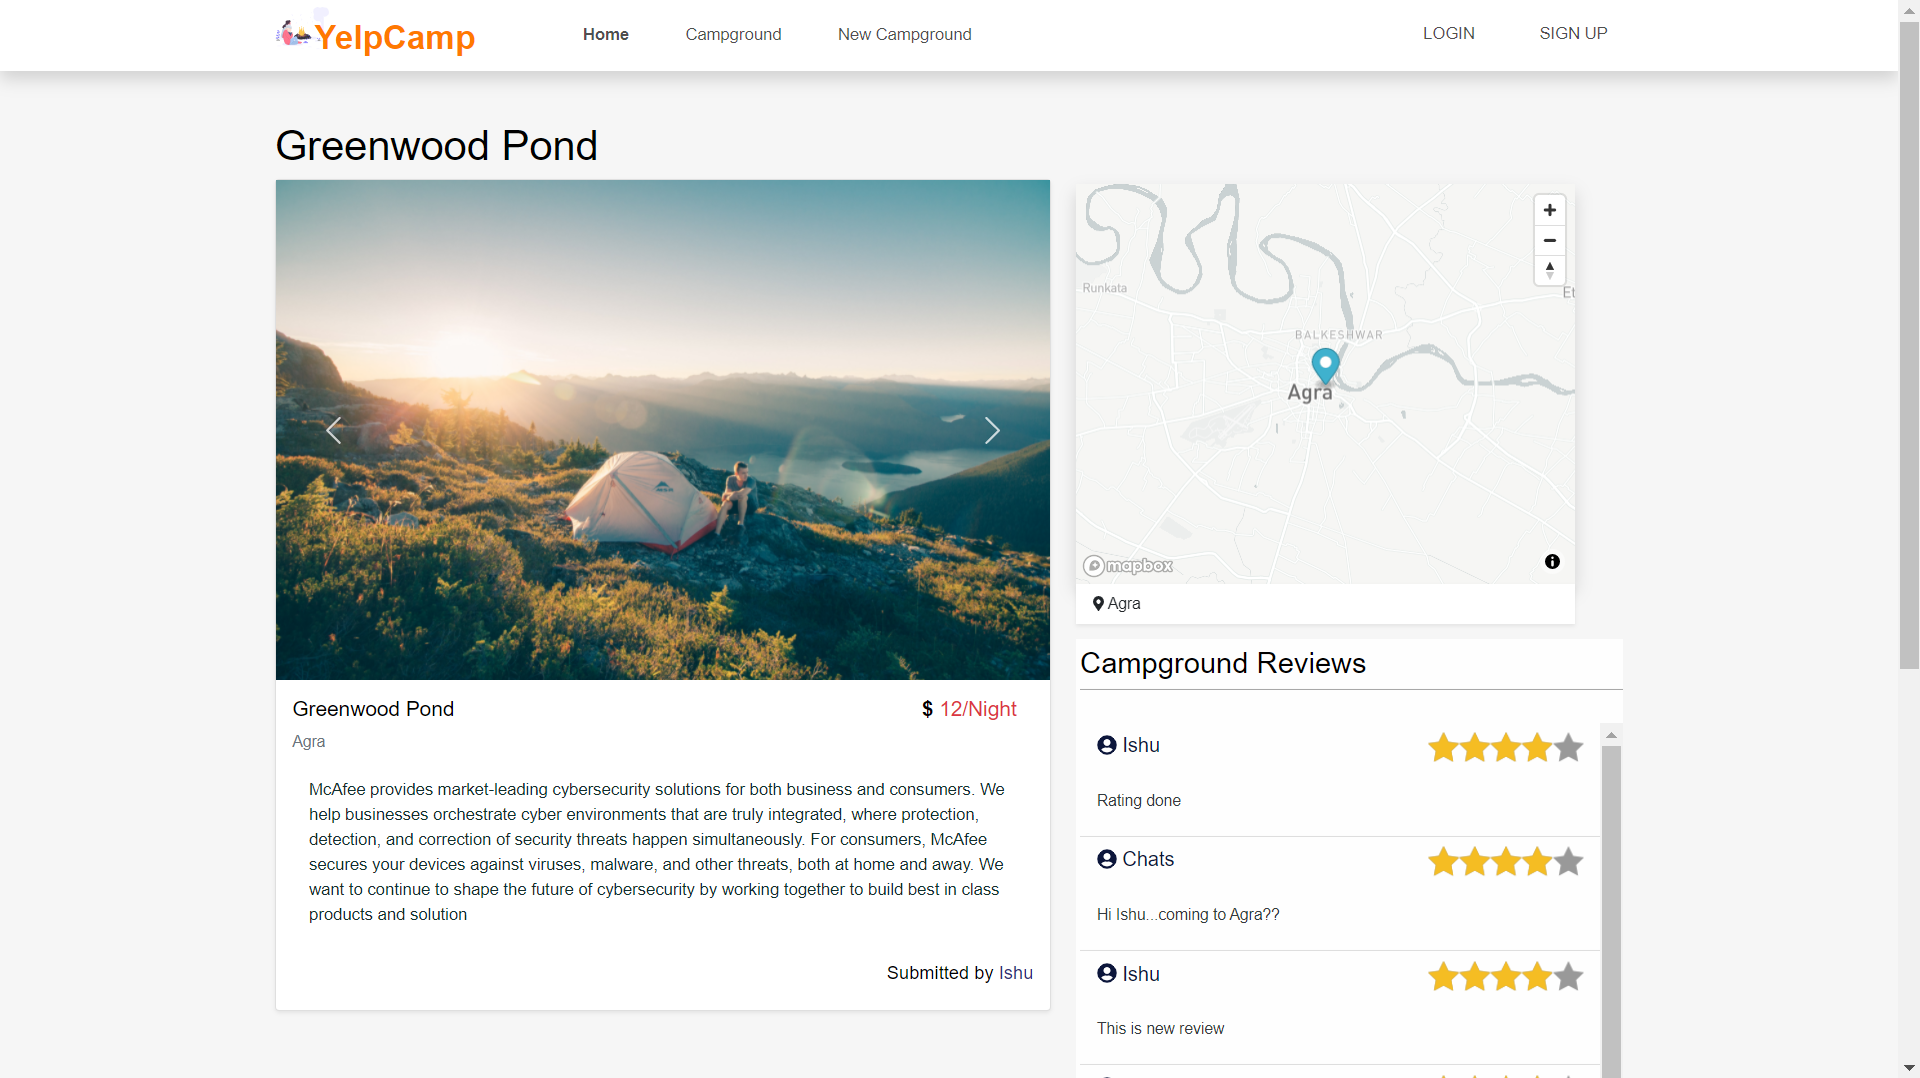 YelpCamp
Home
Campground
New Campground
LOGIN
SIGN UP
Greenwood Pond
Runkata
Et
BALKESHWAR
Agra
mapbox
Agra
Greenwood Pond
$ 12/Night
Agra
McAfee provides market-leading cybersecurity solutions for both business and consumers. We
help businesses orchestrate cyber environments that are truly integrated, where protection,
detection, and correction of security threats happen simultaneously. For consumers, McAfee
secures your devices against viruses, malware, and other threats, both at home and away. We
want to continue to shape the future of cybersecurity by working together to build best in class
products and solution
Submitted by Ishu
Campground Reviews
Ishu
Rating done
Chats
Hi Ishu...coming to Agra??
Ishu
This is new review